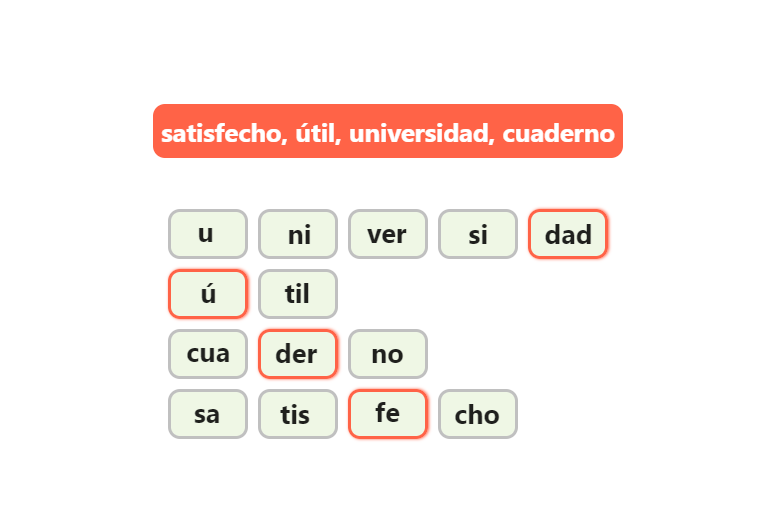 satisfecho, útil, universidad, cuaderno
u ni ver si dad
ú til
cua der no
sa tis fe cho